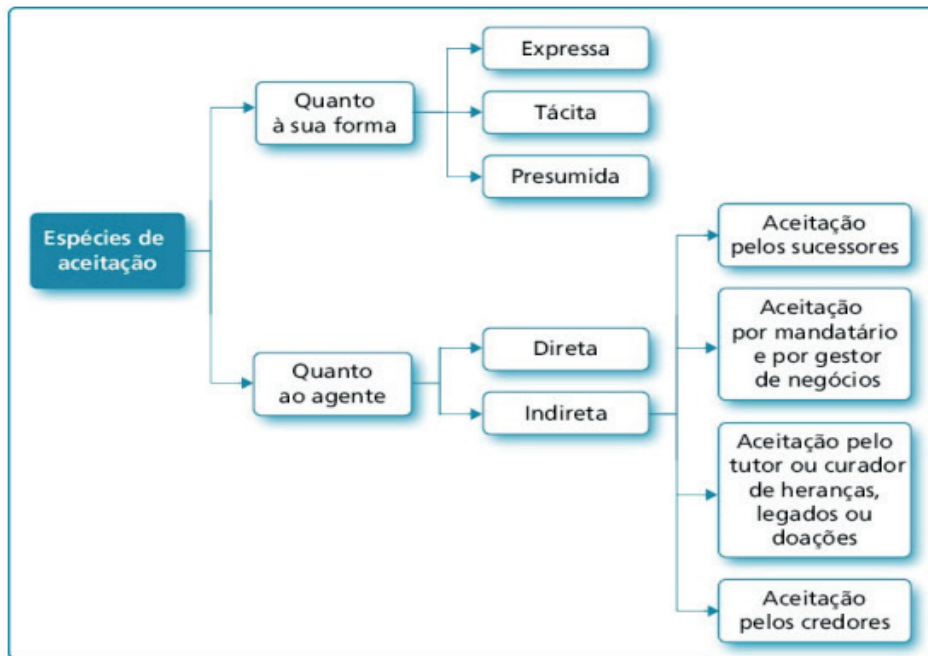 Espécies de
aceitação
Quanto
à sua forma
Expressa
Tácita
Presumida
Quanto
ao agente
Direta
Indireta
Aceitação
pelos sucessores
Aceitação
por mandatário
e por gestor
de negócios
Aceitação pelo
tutor ou curador
de heranças,
legados ou
doações
Aceitação
pelos credores